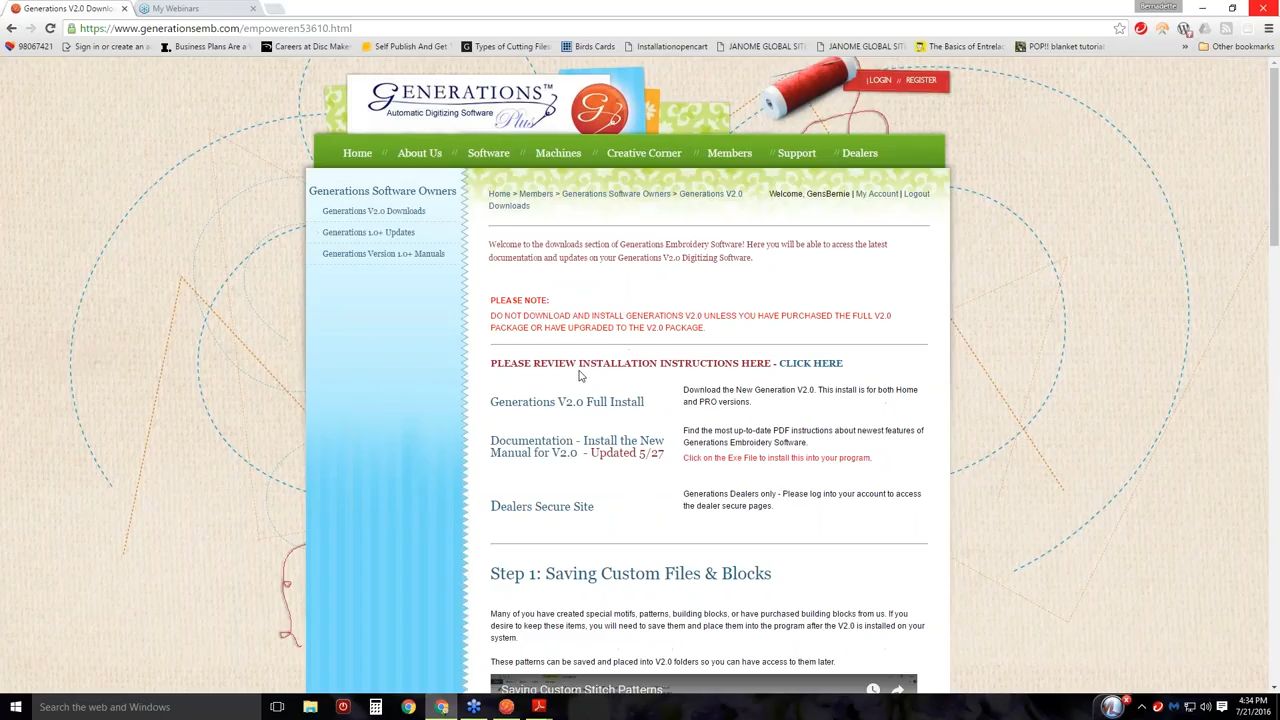 Generations V2.0 Downlo
My Webinars
Bernadette
https://www.generationsemb.com/empoweren53610.html
98067421
Sign in or create an a
Business Plans Are a W
Careers at Disc Make
Self Publish And Get
Types of Cutting Files
Birds Cards
Installationopencart
JANOME GLOBAL SIT
JANOME GLOBAL SIT
The Basics of Entrela
POP!! blanket tutoria
Other bookmarks
GENERATIONS™
Automatic Digitizing Software
Plus
| LOGIN // REGISTER
Home // About Us // Software // Machines // Creative Corner // Members // Support // Dealers
Generations Software Owners
Generations V2.0 Downloads
Generations 1.0+ Updates
Generations Version 1.0+ Manuals
Home > Members > Generations Software Owners > Generations V2.0
Downloads
Welcome, GensBernie | My Account | Logout
Welcome to the downloads section of Generations Embroidery Software! Here you will be able to access the latest
documentation and updates on your Generations V2.0 Digitizing Software.
PLEASE NOTE:
DO NOT DOWNLOAD AND INSTALL GENERATIONS V2.0 UNLESS YOU HAVE PURCHASED THE FULL V2.0
PACKAGE OR HAVE UPGRADED TO THE V2.0 PACKAGE.
PLEASE REVIEW INSTALLATION INSTRUCTIONS HERE - CLICK HERE
Generations V2.0 Full Install
Download the New Generation V2.0. This install is for both Home
and PRO versions.
Documentation - Install the New
Manual for V2.0 - Updated 5/27
Find the most up-to-date PDF instructions about newest features of
Generations Embroidery Software.
Click on the Exe File to install this into your program.
Dealers Secure Site
Generations Dealers only - Please log into your account to access
the dealer secure pages.
Step 1: Saving Custom Files & Blocks
Many of you have created special motifs, patterns, building blocks, or have purchased building blocks from us. If you
desire to keep these items, you will need to save them and place them into the program after the V2.0 is installed on your
system.
These patterns can be saved and placed into V2.0 folders so you can have access to them later.
Saving Custom Stitch Patterns
Search the web and Windows
4:34 PM
7/21/2016